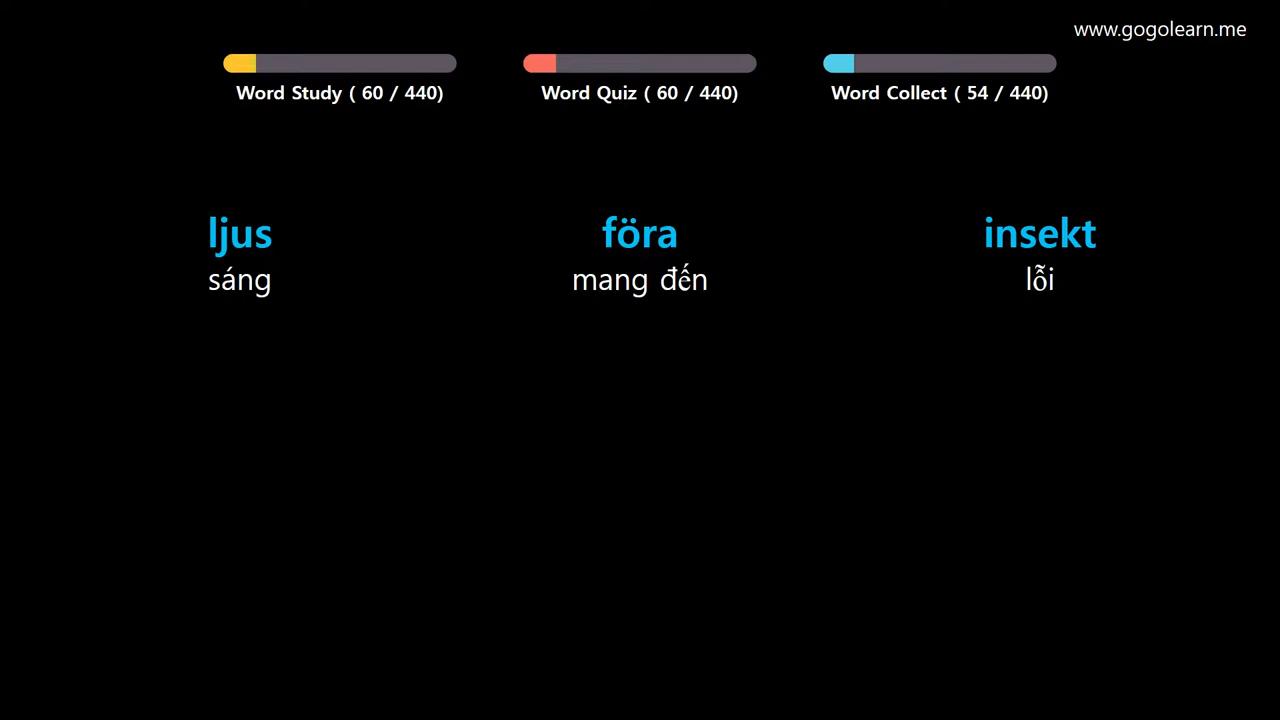 www.gogolearn.me
Word Study ( 60 / 440)
Word Quiz ( 60 / 440)
Word Collect ( 54 / 440)
ljus
sáng
föra
mang đến
insekt
lỗi